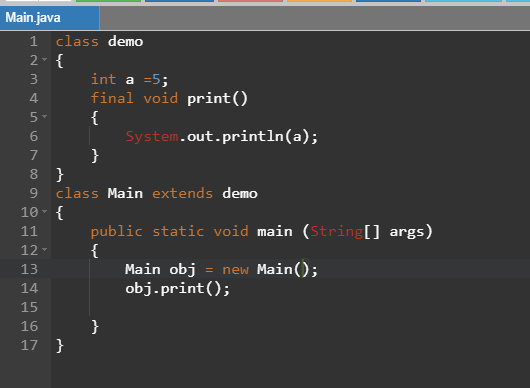 Main.java
1 class demo
2 {
3     int a =5;
4     final void print()
5     {
6         System.out.println(a);
7     }
8 }
9 class Main extends demo
10 {
11     public static void main (String[] args)
12     {
13         Main obj = new Main();
14         obj.print();
15
16     }
17 }